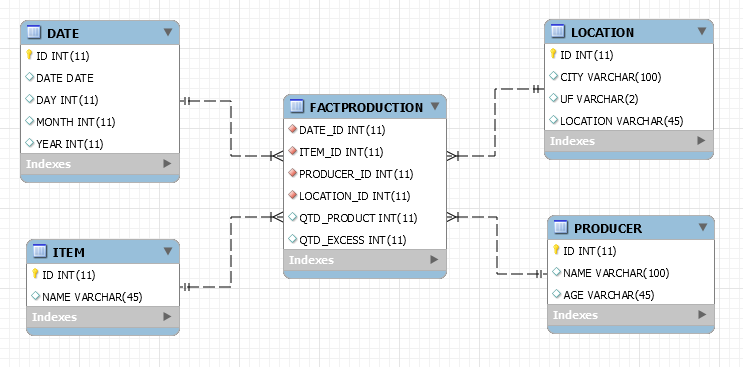 DATE
ID INT(11)
DATE DATE
DAY INT(11)
MONTH INT(11)
YEAR INT(11)
Indexes
ITEM
ID INT(11)
NAME VARCHAR(45)
Indexes
FACTPRODUCTION
DATE_ID INT(11)
ITEM_ID INT(11)
PRODUCER_ID INT(11)
LOCATION_ID INT(11)
QTD_PRODUCT INT(11)
QTD_EXCESS INT(11)
Indexes
LOCATION
ID INT(11)
CITY VARCHAR(100)
UF VARCHAR(2)
LOCATION VARCHAR(45)
Indexes
PRODUCER
ID INT(11)
NAME VARCHAR(100)
AGE VARCHAR(45)
Indexes